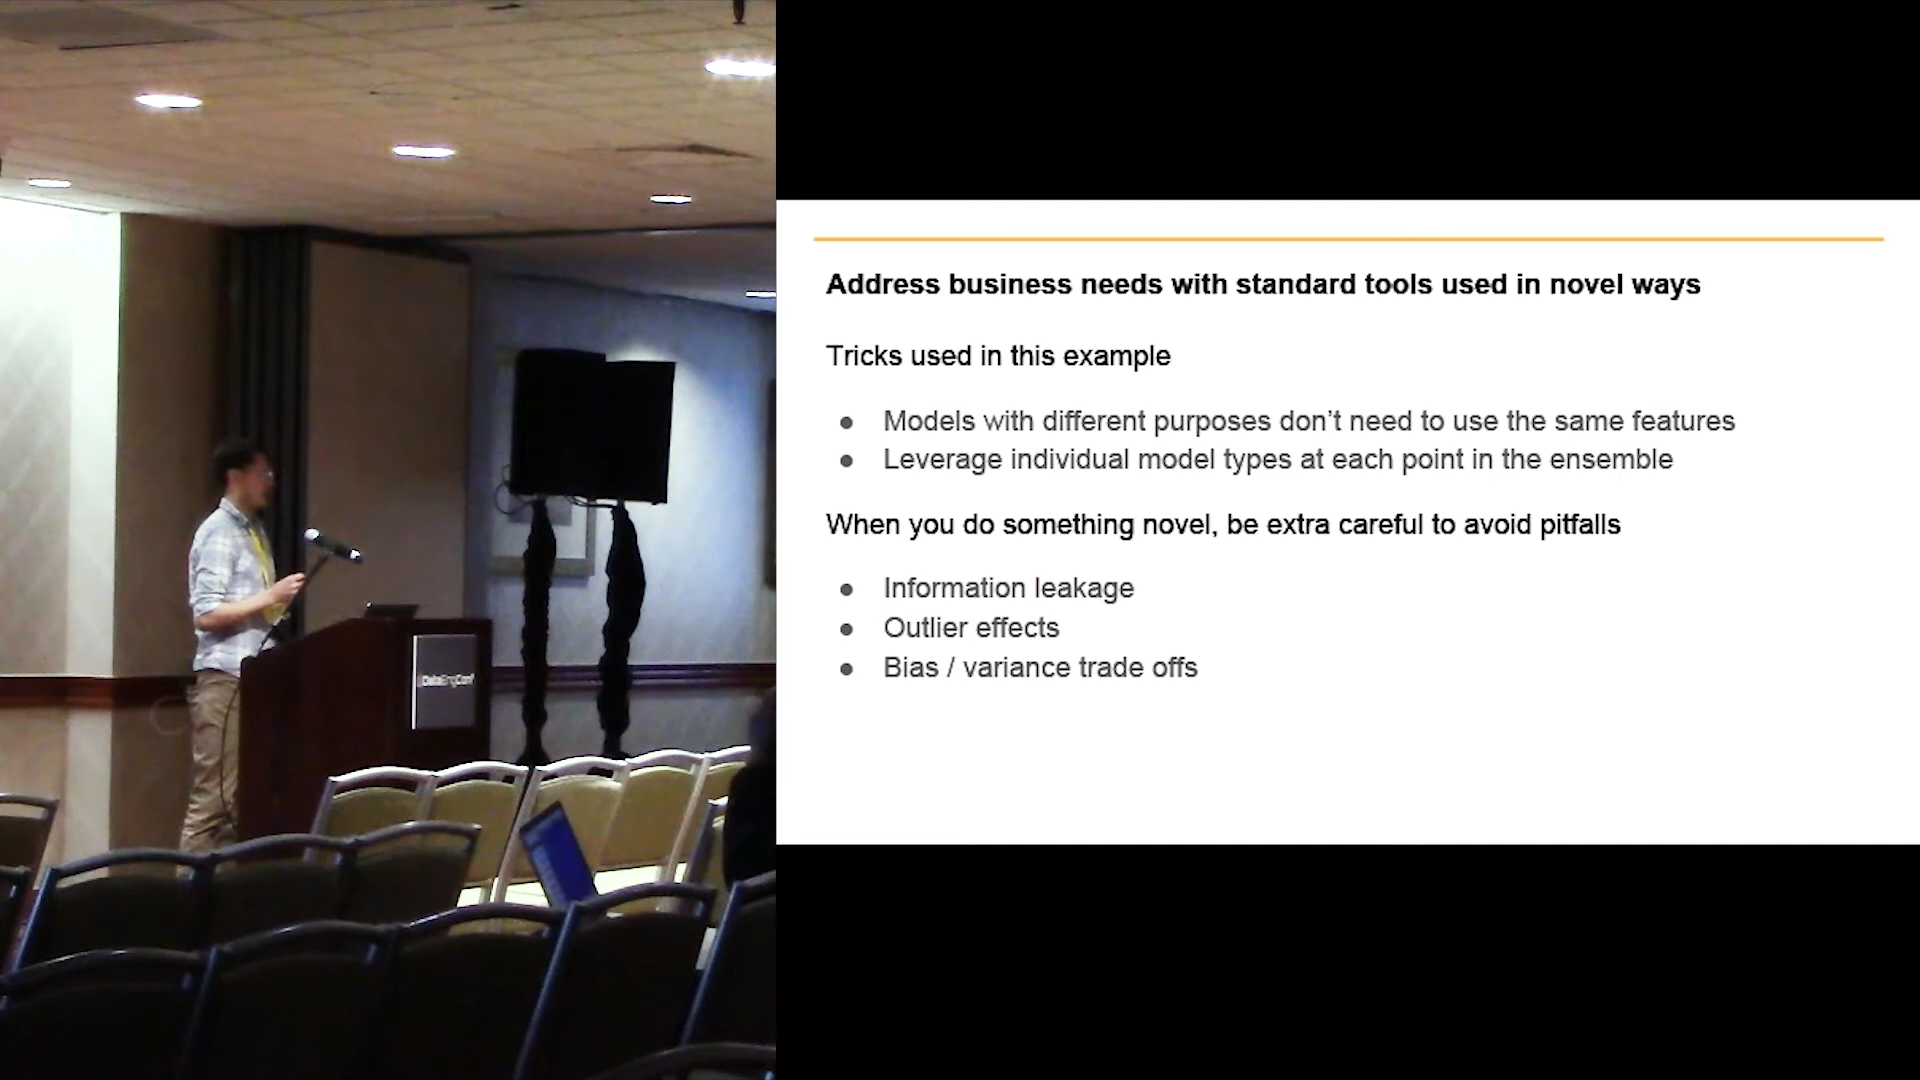 Address business needs with standard tools used in novel ways
Tricks used in this example
● Models with different purposes don’t need to use the same features
● Leverage individual model types at each point in the ensemble
When you do something novel, be extra careful to avoid pitfalls
● Information leakage
● Outlier effects
● Bias / variance trade offs
DataEngConf